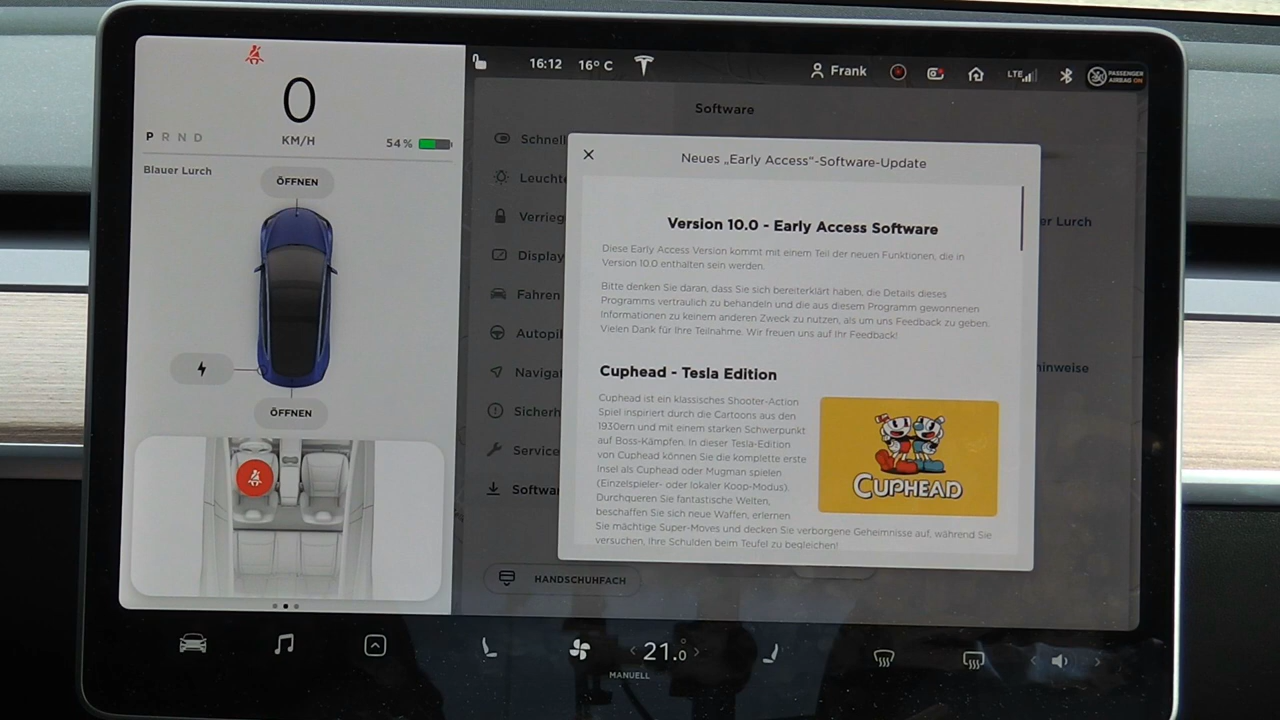 0
KM/H
P R N D
54 %
Blauer Lurch
ÖFFNEN
ÖFFNEN
16:12 16° C
Frank
LTE
PASSENGER
AIRBAG ON
Software
Schnell
Leuchte
Verrieg
Display
Fahren
Autopil
Navigat
Sicherh
Service
Softwar
er Lurch
hinweise
Neues „Early Access“-Software-Update
Version 10.0 - Early Access Software
Diese Early Access Version kommt mit einem Teil der neuen Funktionen, die in
Version 10.0 enthalten sein werden.
Bitte denken Sie daran, dass Sie sich bereiterklärt haben, die Details dieses
Programms vertraulich zu behandeln und die aus diesem Programm gewonnenen
Informationen zu keinem anderen Zweck zu nutzen, als um uns Feedback zu geben.
Vielen Dank für Ihre Teilnahme. Wir freuen uns auf Ihr Feedback!
Cuphead - Tesla Edition
Cuphead ist ein klassisches Shooter-Action
Spiel inspiriert durch die Cartoons aus den
1930ern und mit einem starken Schwerpunkt
auf Boss-Kämpfen. In dieser Tesla-Edition
von Cuphead können Sie die komplette erste
Insel als Cuphead oder Mugman spielen
(Einzelspieler- oder lokaler Koop-Modus).
Durchqueren Sie fantastische Welten,
beschaffen Sie sich neue Waffen, erlernen
Sie mächtige Super-Moves und decken Sie verborgene Geheimnisse auf, während Sie
versuchen, Ihre Schulden beim Teufel zu begleichen!
CUPHEAD
HANDSCHUHFACH
21.0
MANUELL